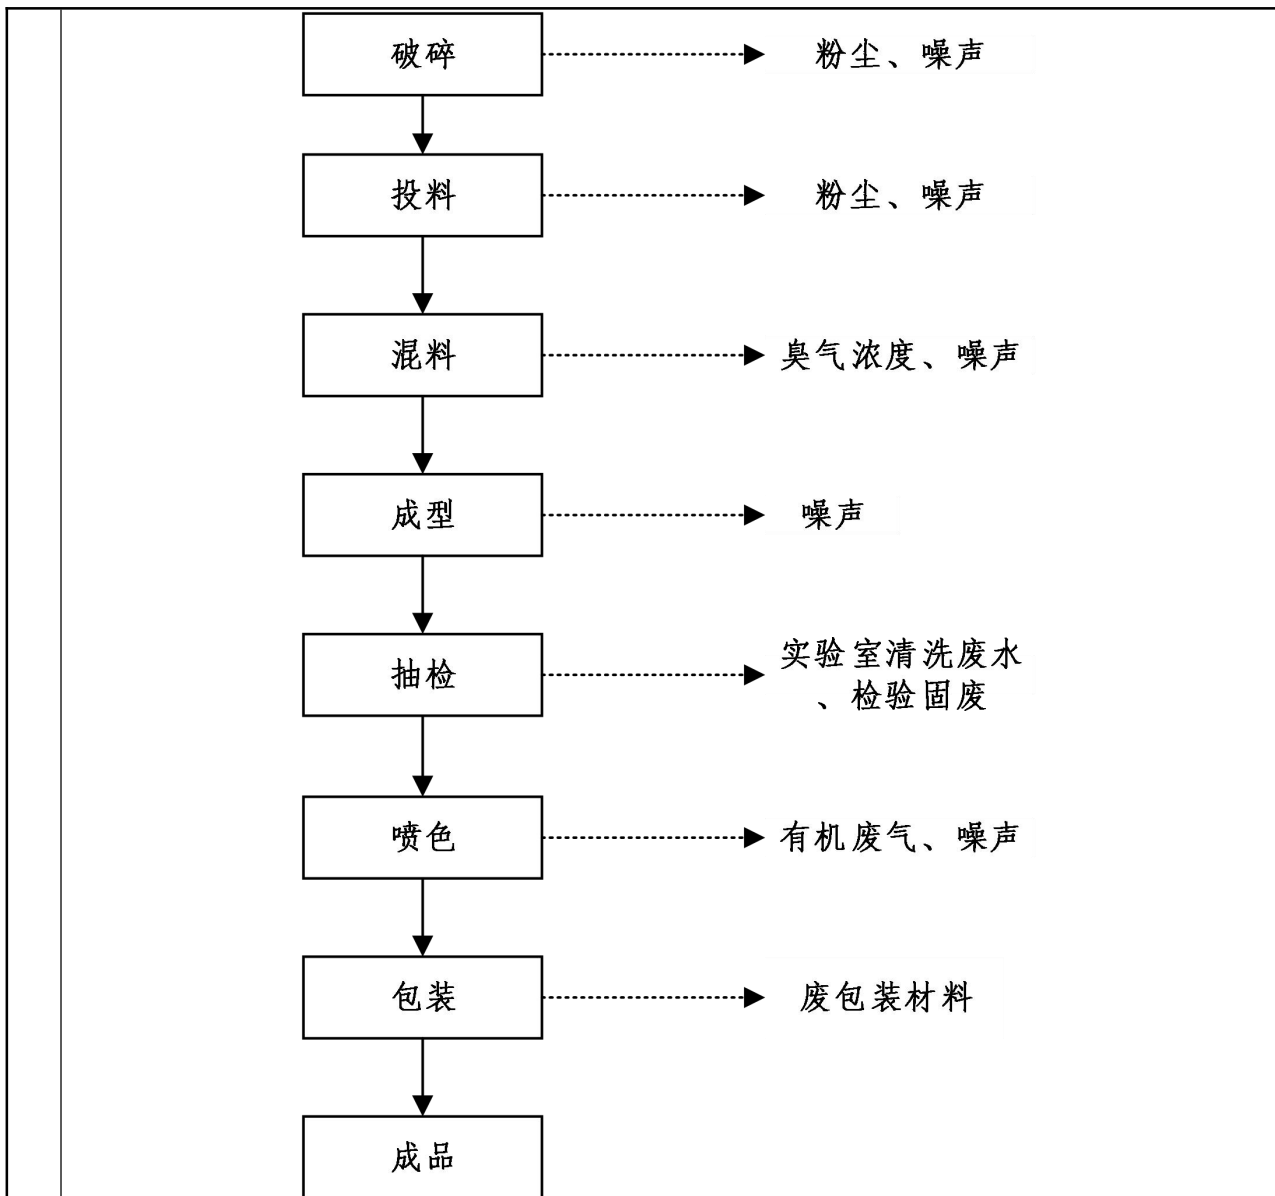 破碎
粉尘、噪声
投料
粉尘、噪声
混料
臭气浓度、噪声
成型
噪声
抽检
实验室清洗废水
、检验固废
喷色
有机废气、噪声
包装
废包装材料
成品